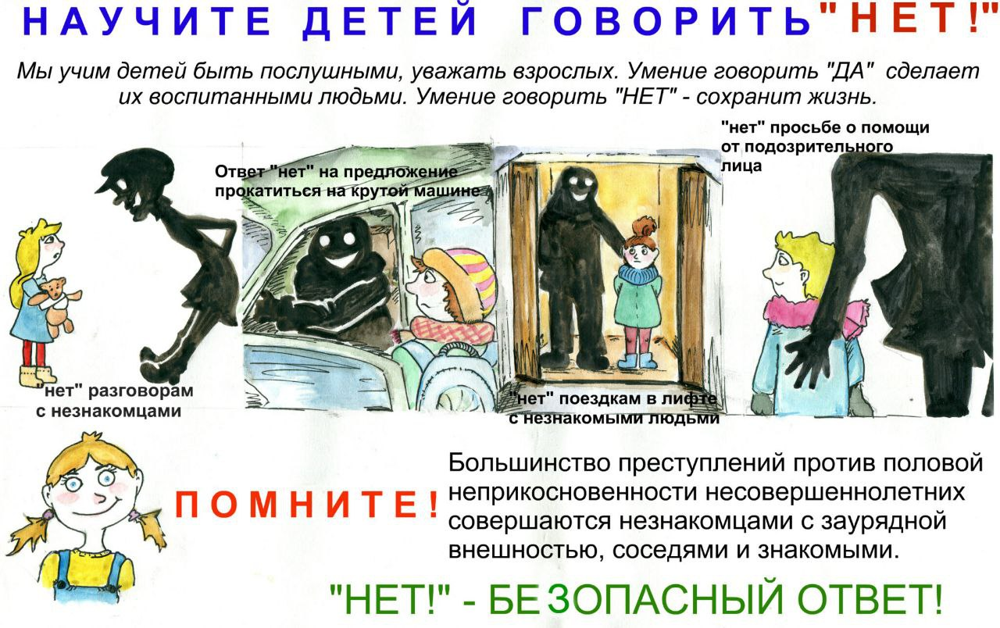 НАУЧИТЕ ДЕТЕЙ ГОВОРИТЬ "НЕТ!"
Мы учим детей быть послушными, уважать взрослых. Умение говорить "ДА" сделает
их воспитанными людьми. Умение говорить "НЕТ" - сохранит жизнь.
"нет" просьбе о помощи
от подозрительного
лица
Ответ "нет" на предложение
прокатиться на крутой машине
"нет" разговорам
с незнакомцами
"нет" поездкам в лифте
с незнакомыми людьми
ПОМНИТЕ!
Большинство преступлений против половой
неприкосновенности несовершеннолетних
совершаются незнакомцами с заурядной
внешностью, соседями и знакомыми.
"НЕТ!" - БЕЗОПАСНЫЙ ОТВЕТ!